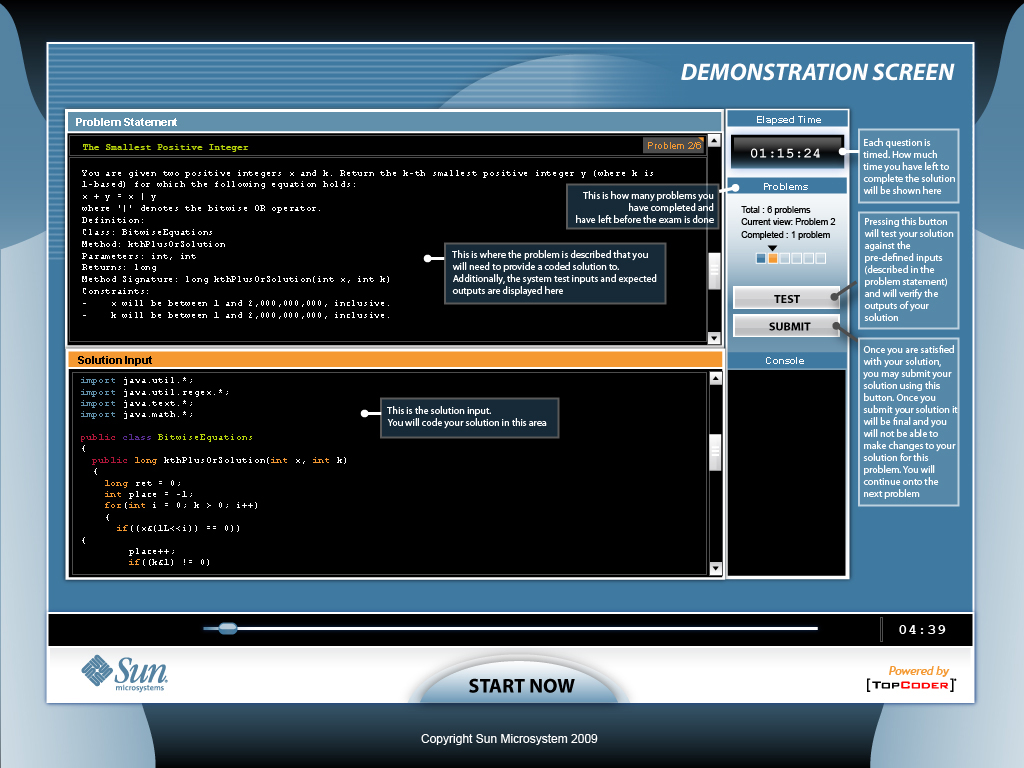 DEMONSTRATION SCREEN
Problem Statement
The Smallest Positive Integer
Problem 2/6
You are given two positive integers x and k. Return the k-th smallest positive integer y (where k is
1-based) for which the following equation holds:
x + y = x | y
where '|' denotes the bitwise OR operator.
Definition:
Class: BitwiseEquations
Method: kthPlusOrSolution
Parameters: int, int
Returns: long
Method Signature: long kthPlusOrSolution(int x, int k)
Constraints:
-    x will be between 1 and 2,000,000,000, inclusive.
-    k will be between 1 and 2,000,000,000, inclusive.
This is how many problems you
have completed and
have left before the exam is done
This is where the problem is described that you
will need to provide a coded solution to.
Additionally, the system test inputs and expected
outputs are displayed here
Solution Input
import java.util.*;
import java.util.regex.*;
import java.text.*;
import java.math.*;
public class BitwiseEquations
{
public long kthPlusOrSolution(int x, int k)
{
long ret = 0;
int place = -1;
for(int i = 0; k > 0; i++)
{
if((x&(1L<<i)) == 0))
{
place++;
if((k&1) != 0)
This is the solution input.
You will code your solution in this area
Elapsed Time
01:15:24
Problems
Total : 6 problems
Current view: Problem 2
Completed : 1 problem
TEST
SUBMIT
Console
Each question is
timed. How much
time you have left to
complete the solution
will be shown here
Pressing this button
will test your solution
against the
pre-defined inputs
(described in the
problem statement)
and will verify the
outputs of your
solution
Once you are satisfied
with your solution,
you may submit your
solution using this
button. Once you
submit your solution it
will be final and you
will not be able to
make changes to your
solution for this
problem. You will
continue onto the
next problem
04:39
Sun
microsystems
START NOW
Powered by
[TOPCODER]
Copyright Sun Microsystem 2009